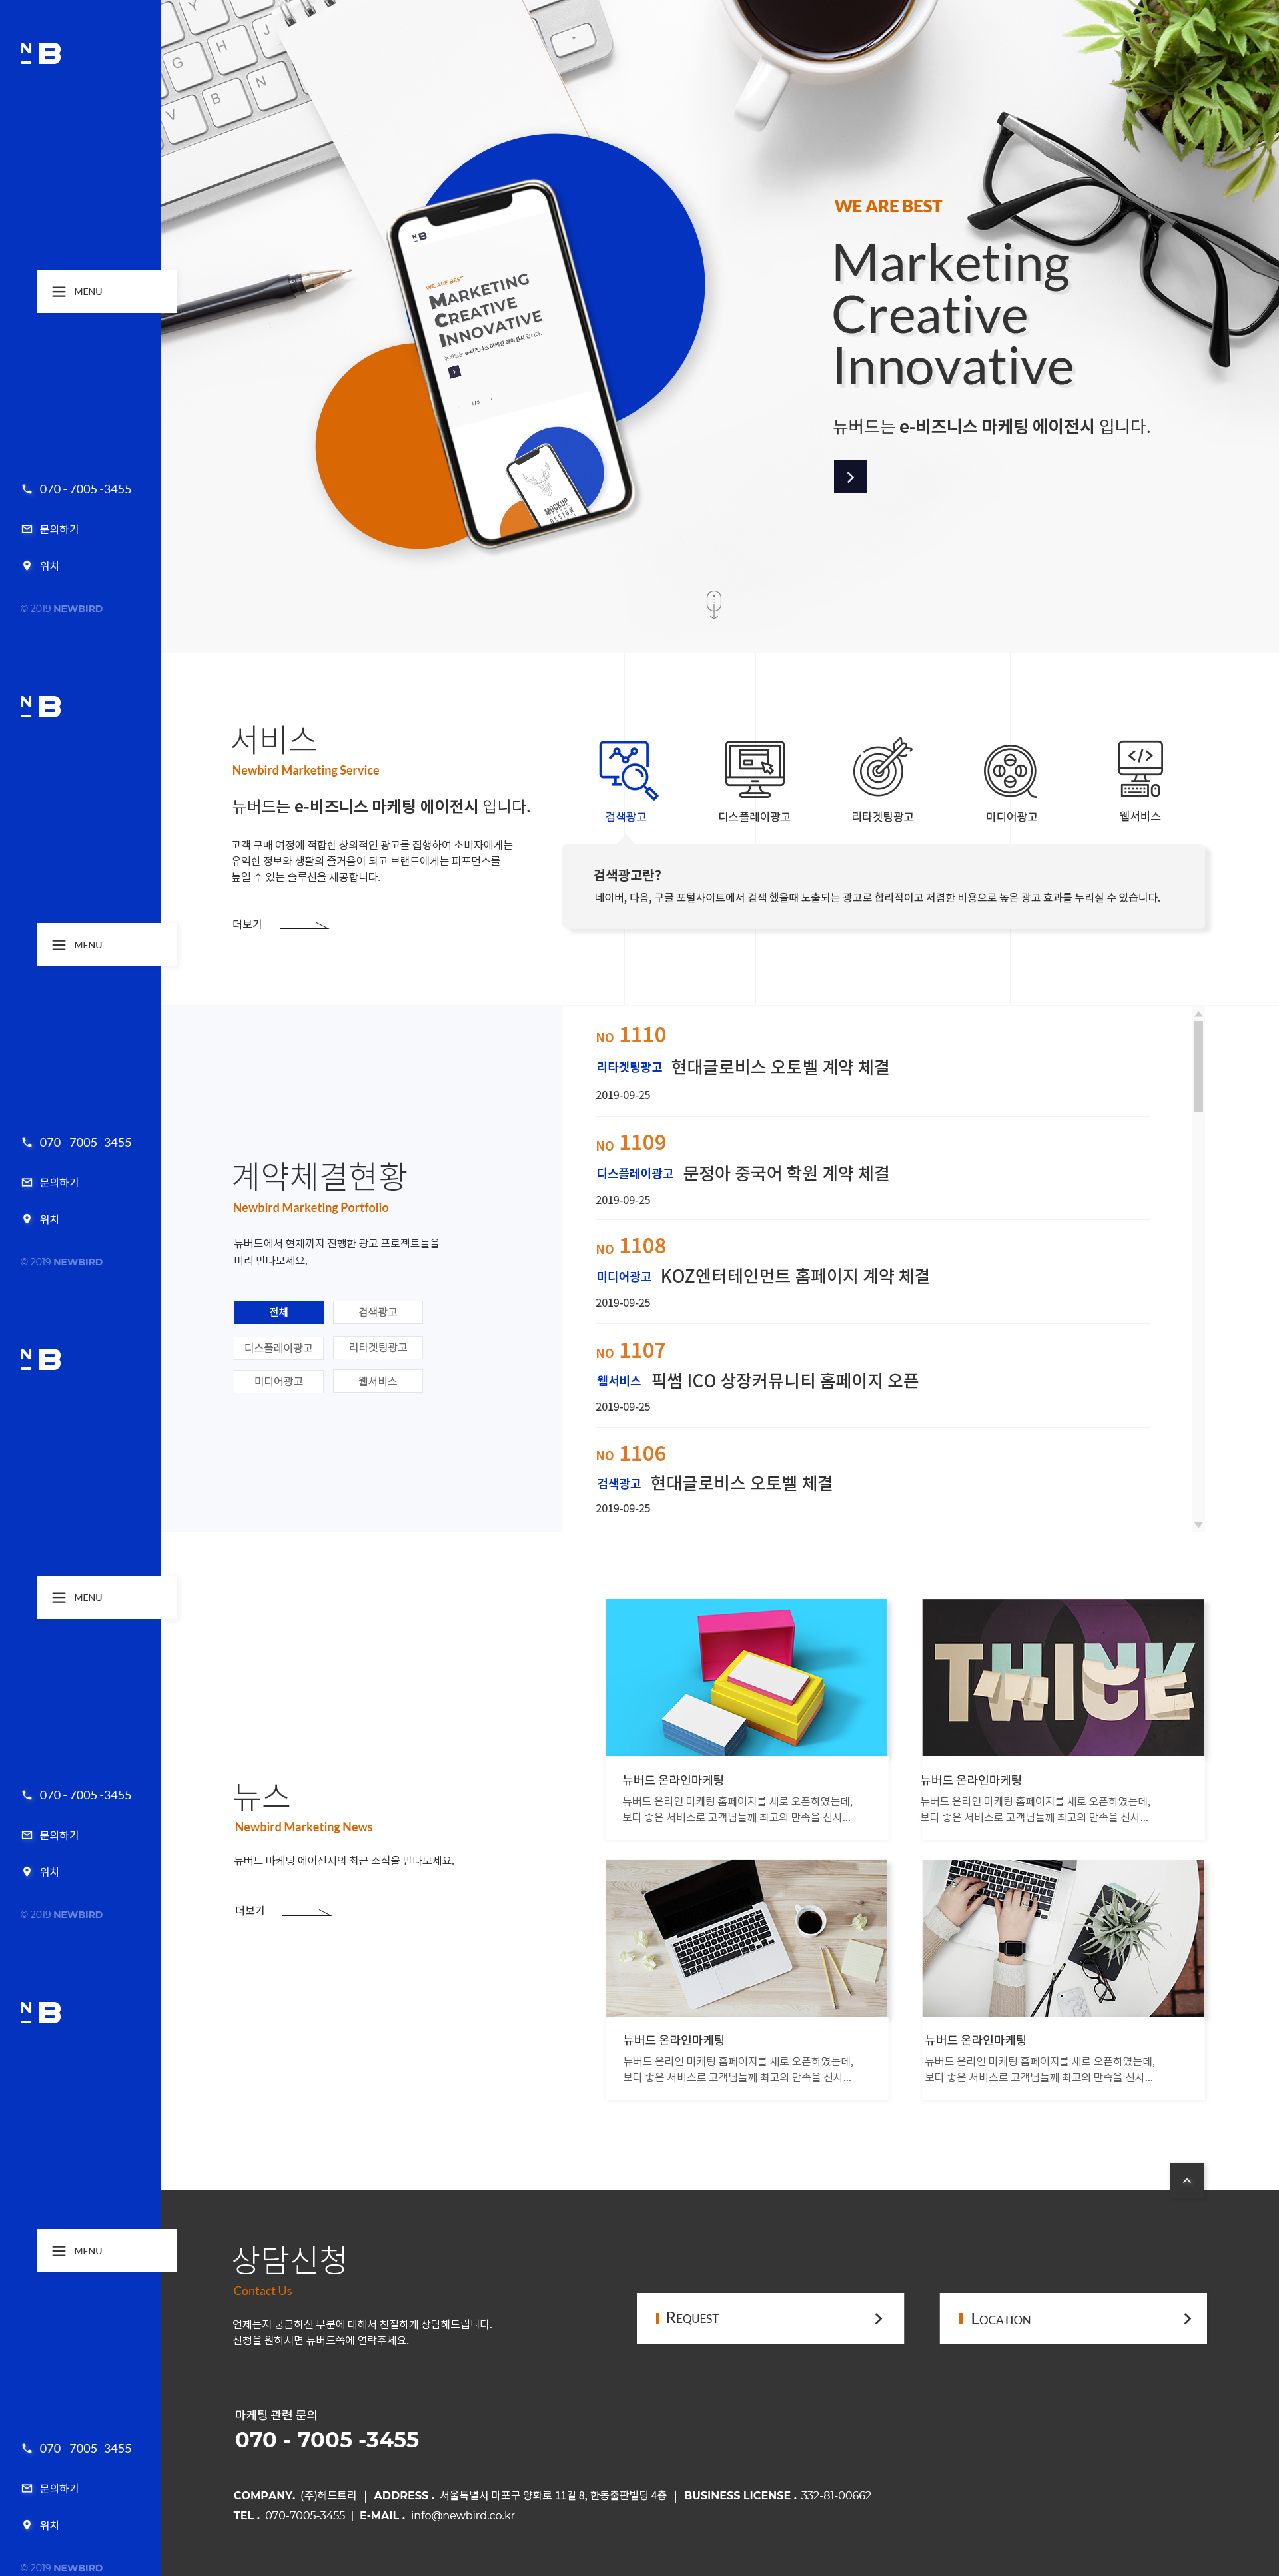 N B
MENU
070 - 7005 -3455
문의하기
위치
© 2019 NEWBIRD
H
J
K
V
B
N
N B
WE ARE BEST
MARKETING
CREATIVE
INNOVATIVE
뉴버드는 e-비즈니스 마케팅 에이전시 입니다.
1/3
MOCKUP
DESIGN
WE ARE BEST
Marketing
Creative
Innovative
뉴버드는 e-비즈니스 마케팅 에이전시 입니다.
N B
MENU
070 - 7005 -3455
문의하기
위치
© 2019 NEWBIRD
서비스
Newbird Marketing Service
뉴버드는 e-비즈니스 마케팅 에이전시 입니다.
고객 구매 여정에 적합한 창의적인 광고를 집행하여 소비자에게는
유익한 정보와 생활의 즐거움이 되고 브랜드에게는 퍼포먼스를
높일 수 있는 솔루션을 제공합니다.
더보기
검색광고
디스플레이광고
리타겟팅광고
미디어광고
웹서비스
검색광고란?
네이버, 다음, 구글 포털사이트에서 검색 했을때 노출되는 광고로 합리적이고 저렴한 비용으로 높은 광고 효과를 누리실 수 있습니다.
계약체결현황
Newbird Marketing Portfolio
뉴버드에서 현재까지 진행한 광고 프로젝트들을
미리 만나보세요.
전체
검색광고
디스플레이광고
리타겟팅광고
미디어광고
웹서비스
NO 1110
리타겟팅광고 현대글로비스 오토벨 계약 체결
2019-09-25
NO 1109
디스플레이광고 문정아 중국어 학원 계약 체결
2019-09-25
NO 1108
미디어광고 KOZ엔터테인먼트 홈페이지 계약 체결
2019-09-25
NO 1107
웹서비스 픽썸 ICO 상장커뮤니티 홈페이지 오픈
2019-09-25
NO 1106
검색광고 현대글로비스 오토벨 체결
2019-09-25
N B
MENU
070 - 7005 -3455
문의하기
위치
© 2019 NEWBIRD
뉴스
Newbird Marketing News
뉴버드 마케팅 에이전시의 최근 소식을 만나보세요.
더보기
THINK
뉴버드 온라인마케팅
뉴버드 온라인 마케팅 홈페이지를 새로 오픈하였는데,
보다 좋은 서비스로 고객님들께 최고의 만족을 선사...
뉴버드 온라인마케팅
뉴버드 온라인 마케팅 홈페이지를 새로 오픈하였는데,
보다 좋은 서비스로 고객님들께 최고의 만족을 선사...
뉴버드 온라인마케팅
뉴버드 온라인 마케팅 홈페이지를 새로 오픈하였는데,
보다 좋은 서비스로 고객님들께 최고의 만족을 선사...
뉴버드 온라인마케팅
뉴버드 온라인 마케팅 홈페이지를 새로 오픈하였는데,
보다 좋은 서비스로 고객님들께 최고의 만족을 선사...
N B
MENU
070 - 7005 -3455
문의하기
위치
© 2019 NEWBIRD
상담신청
Contact Us
언제든지 궁금하신 부분에 대해서 친절하게 상담해드립니다.
신청을 원하시면 뉴버드쪽에 연락주세요.
REQUEST
LOCATION
마케팅 관련 문의
070 - 7005 -3455
COMPANY. (주)헤드트리 | ADDRESS . 서울특별시 마포구 양화로 11길 8, 한동출판빌딩 4층 | BUSINESS LICENSE . 332-81-00662
TEL . 070-7005-3455 | E-MAIL . info@newbird.co.kr